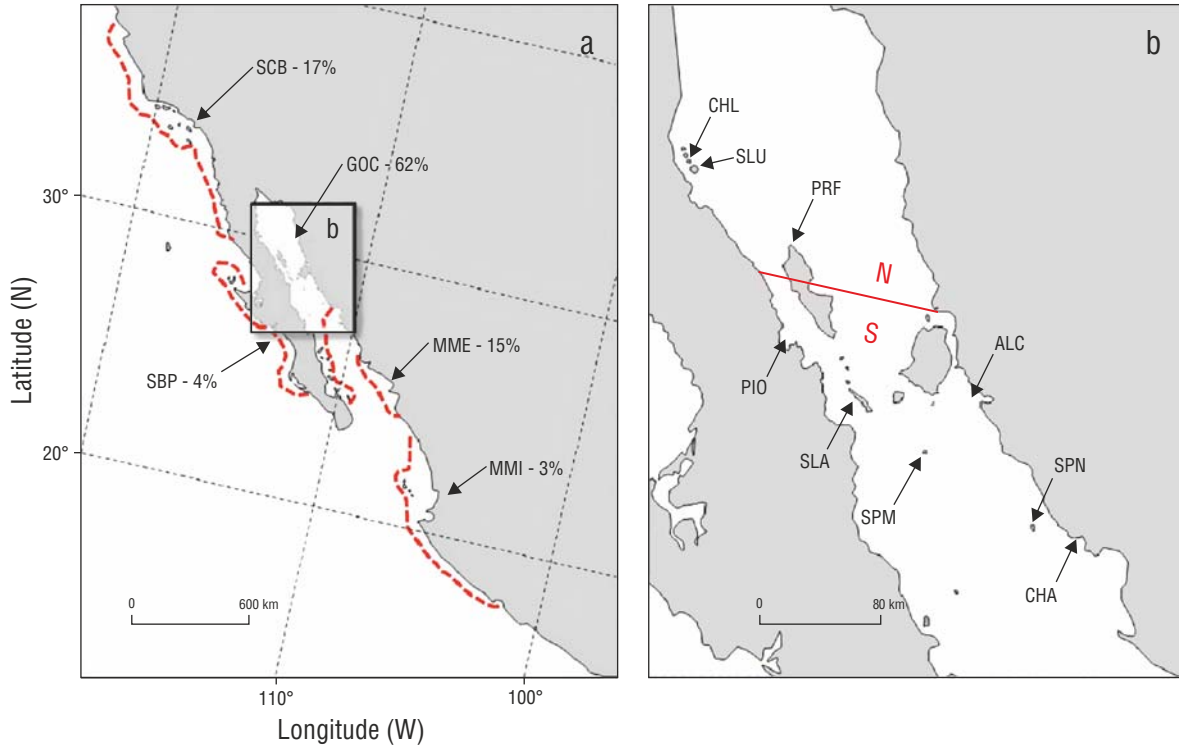 a
SCB - 17%
GOC - 62%
b
MME - 15%
SBP - 4%
MMI - 3%
30°
20°
Latitude (N)
0 600 km
110° 100°
Longitude (W)
b
CHL
SLU
PRF
N
S
PIO
ALC
SLA
SPM
SPN
CHA
0 80 km